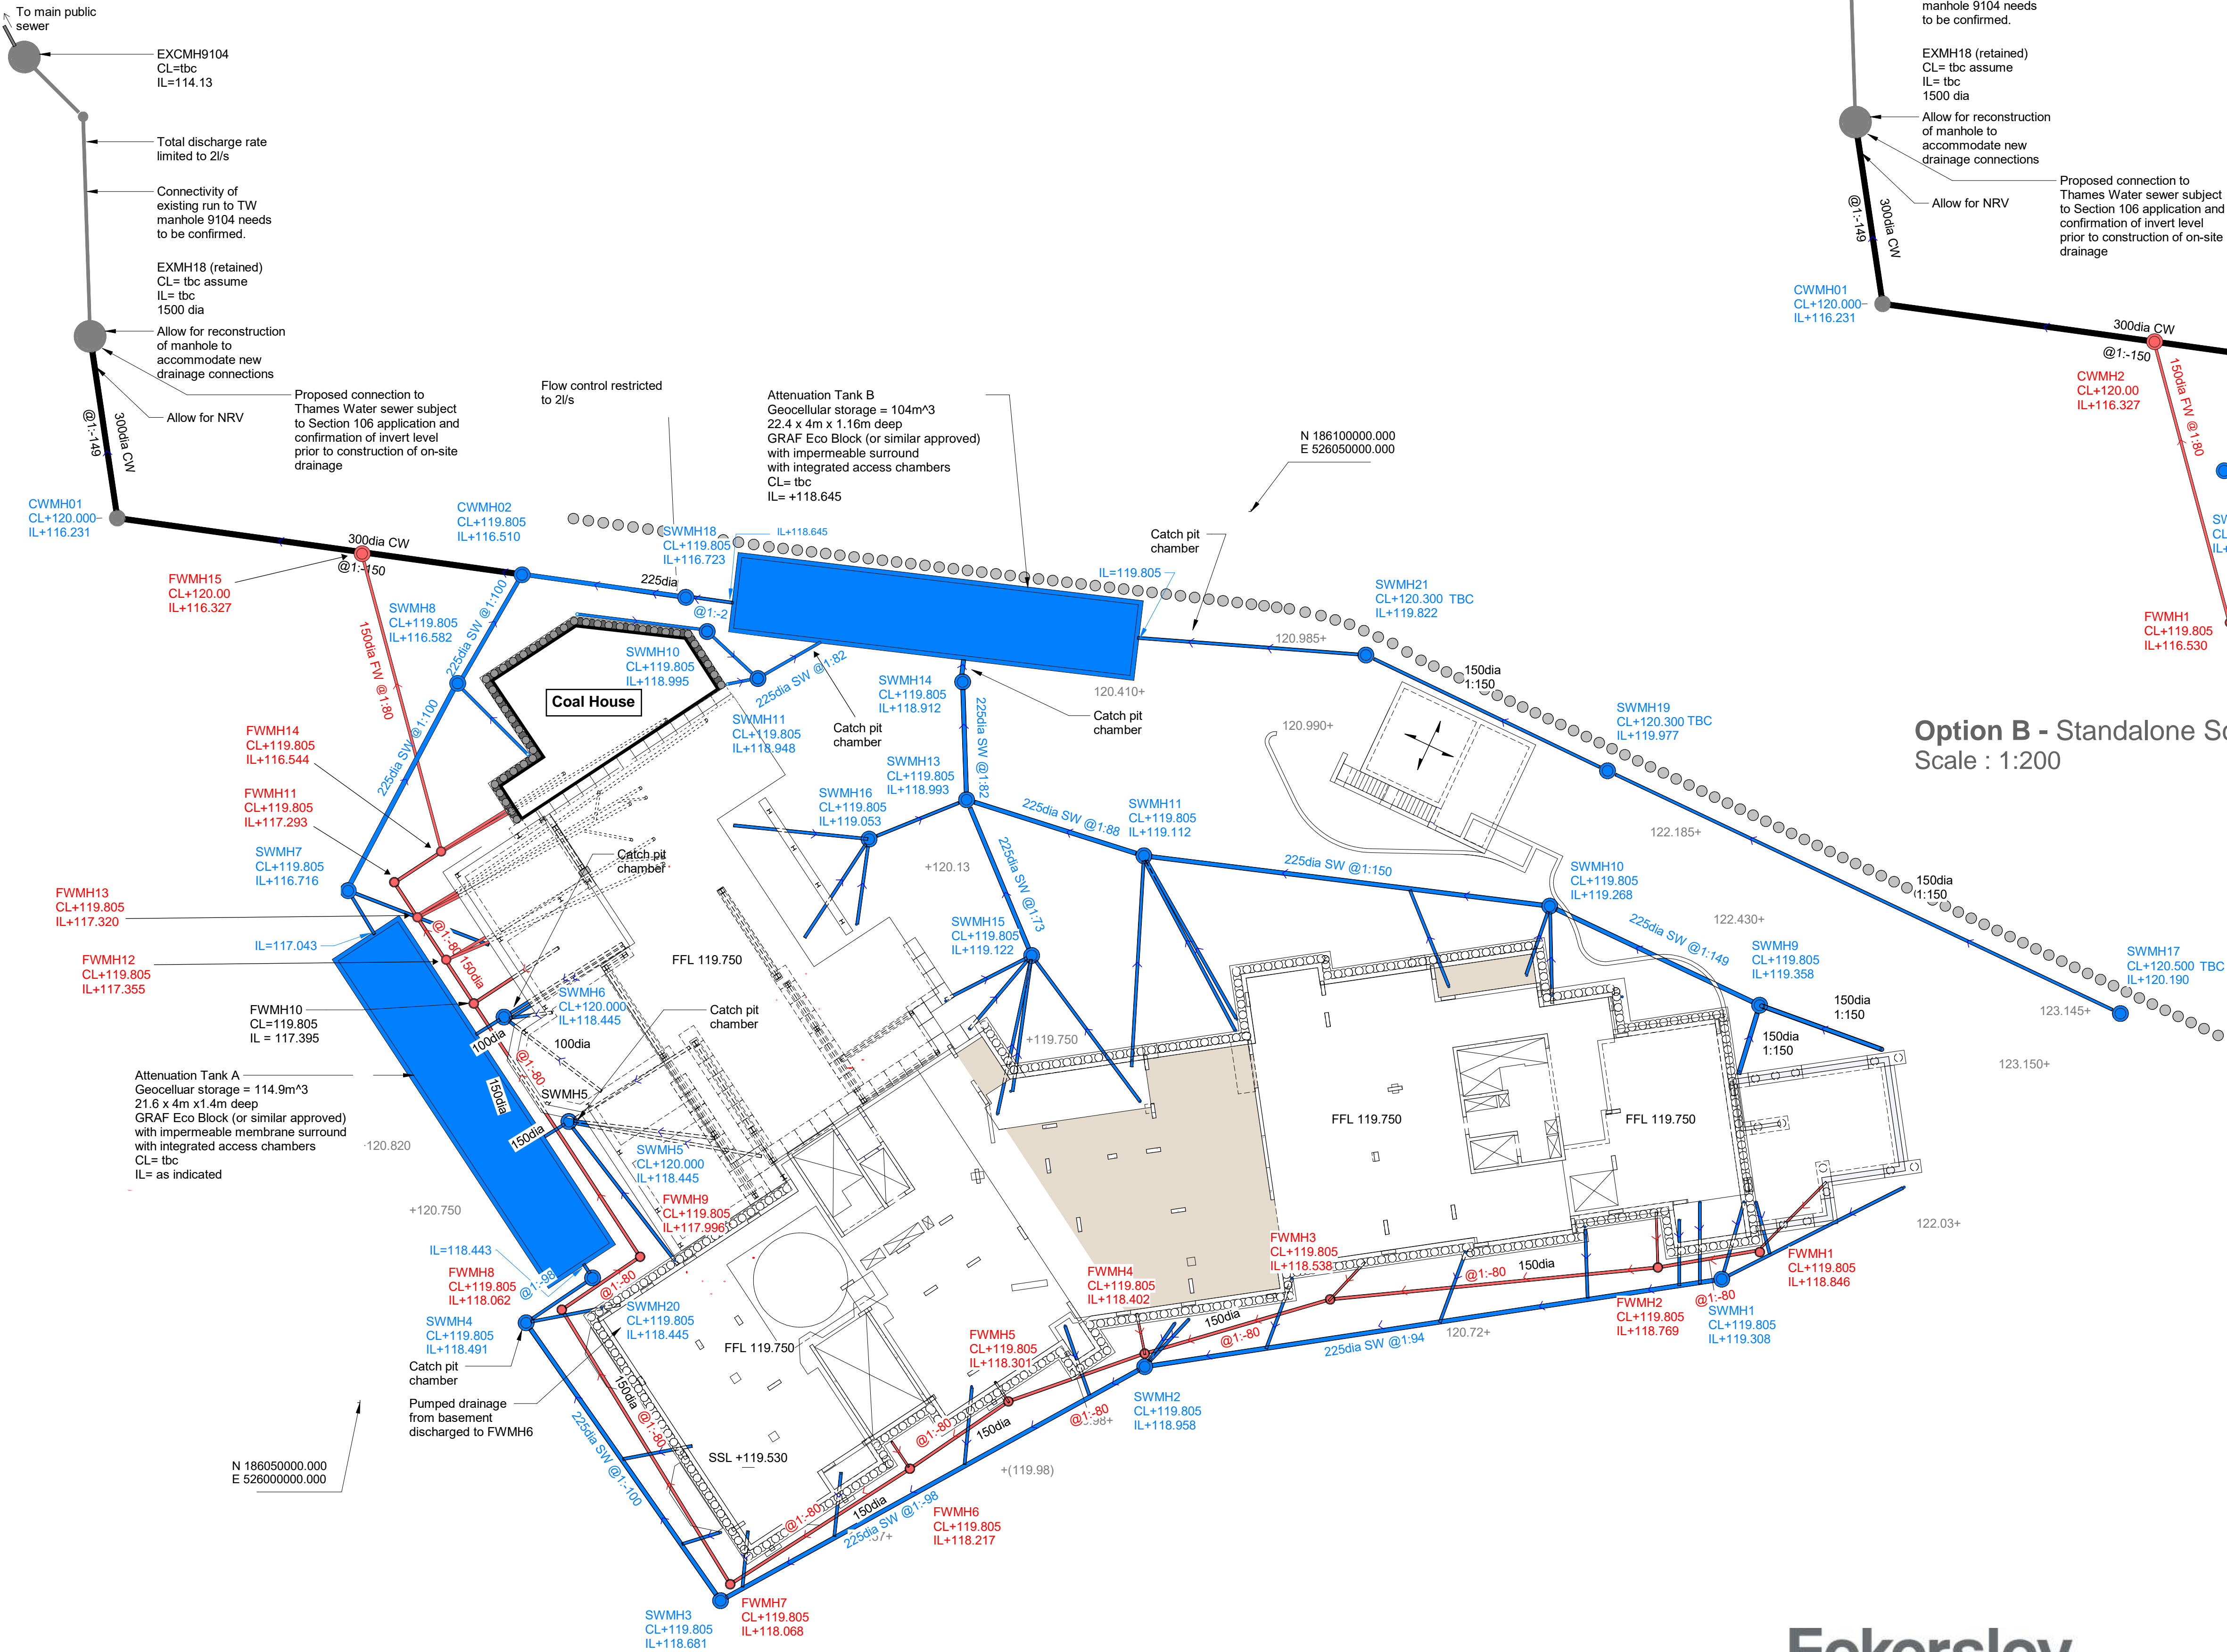 To main public
sewer
EXCMH9104
CL=tbc
IL=114.13
Total discharge rate
limited to 2l/s
Connectivity of
existing run to TW
manhole 9104 needs
to be confirmed.
EXMH18 (retained)
CL= tbc assume
IL= tbc
1500 dia
Allow for reconstruction
of manhole to
accommodate new
drainage connections
Proposed connection to
Thames Water sewer subject
to Section 106 application and
confirmation of invert level
prior to construction of on-site
drainage
Allow for NRV
@1:-149
300dia CW
CWMH01
CL+120.000
IL+116.231
300dia CW
@1:-150
FWMH15
CL+120.00
IL+116.327
CWMH02
CL+119.805
IL+116.510
Flow control restricted
to 2l/s
SWMH18
CL+119.805
IL+116.723
IL+118.645
225dia
@1:-2
Attenuation Tank B
Geocellular storage = 104m^3
22.4 x 4m x 1.16m deep
GRAF Eco Block (or similar approved)
with impermeable surround
with integrated access chambers
CL= tbc
IL= +118.645
N 186100000.000
E 526050000.000
Catch pit
chamber
IL=119.805
SWMH21
CL+120.300 TBC
IL+119.822
120.985+
150dia
1:150
SWMH8
CL+119.805
IL+116.582
225dia SW @1:100
150dia FW @1:80
225dia SW @1:100
Coal House
SWMH10
CL+119.805
IL+118.995
225dia SW @1:82
SWMH11
CL+119.805
IL+118.948
Catch pit
chamber
SWMH14
CL+119.805
IL+118.912
Catch pit
chamber
120.410+
120.990+
225dia SW @1:82
SWMH19
CL+120.300 TBC
IL+119.977
122.185+
FWMH14
CL+119.805
IL+116.544
FWMH11
CL+119.805
IL+117.293
SWMH7
CL+119.805
IL+116.716
FWMH13
CL+119.805
IL+117.320
IL=117.043
FWMH12
CL+119.805
IL+117.355
FWMH10
CL=119.805
IL = 117.395
Attenuation Tank A
Geocelluar storage = 114.9m^3
21.6 x 4m x1.4m deep
GRAF Eco Block (or similar approved)
with impermeable membrane surround
with integrated access chambers
CL= tbc
IL= as indicated
SWMH13
CL+119.805
IL+118.993
SWMH16
CL+119.805
IL+119.053
225dia SW @1:88
SWMH11
CL+119.805
IL+119.112
225dia SW @1:150
SWMH10
CL+119.805
IL+119.268
+120.13
225dia SW @1:73
Catch pit
chamber
SWMH15
CL+119.805
IL+119.122
FFL 119.750
@1:-80
150dia
150dia
1:150
122.430+
225dia SW @1:149
SWMH9
CL+119.805
IL+119.358
150dia
1:150
150dia
1:150
SWMH17
CL+120.500 TBC
IL+120.190
123.145+
123.150+
SWMH6
CL+120.000
IL+118.445
Catch pit
chamber
100dia
100dia
@1:-80
150dia
SWMH5
150dia
SWMH5
CL+120.000
IL+118.445
+119.750
FFL 119.750
FFL 119.750
120.820
+120.750
FWMH9
CL+119.805
IL+117.996
IL=118.443
FWMH8
CL+119.805
IL+118.062
@1:-98
@1:-80
SWMH20
CL+119.805
IL+118.445
SWMH4
CL+119.805
IL+118.491
Catch pit
chamber
Pumped drainage
from basement
discharged to FWMH6
FFL 119.750
FWMH3
CL+119.805
IL+118.538
FWMH4
CL+119.805
IL+118.402
FWMH5
CL+119.805
IL+118.301
150dia
@1:-80
@1:-80
150dia
122.03+
FWMH1
CL+119.805
IL+118.846
FWMH2
CL+119.805
IL+118.769
@1:-80
SWMH1
CL+119.805
IL+119.308
120.72+
225dia SW @1:94
SWMH2
CL+119.805
IL+118.958
@1:-80
150dia
@1:-80
150dia
@1:-80
225dia SW @1:-100
SSL +119.530
+(119.98)
N 186050000.000
E 526000000.000
@1:-80
150dia
225dia SW @1:-98
FWMH6
CL+119.805
IL+118.217
FWMH7
CL+119.805
IL+118.068
SWMH3
CL+119.805
IL+118.681
manhole 9104 needs
to be confirmed.
EXMH18 (retained)
CL= tbc assume
IL= tbc
1500 dia
Allow for reconstruction
of manhole to
accommodate new
drainage connections
Proposed connection to
Thames Water sewer subject
to Section 106 application and
confirmation of invert level
prior to construction of on-site
drainage
Allow for NRV
@1:-149
300dia CW
CWMH01
CL+120.000
IL+116.231
300dia CW
@1:-150
CWMH2
CL+120.00
IL+116.327
150dia FW @1:80
FWMH1
CL+119.805
IL+116.530
Option B - Standalone
Scale : 1:200
Eckersley